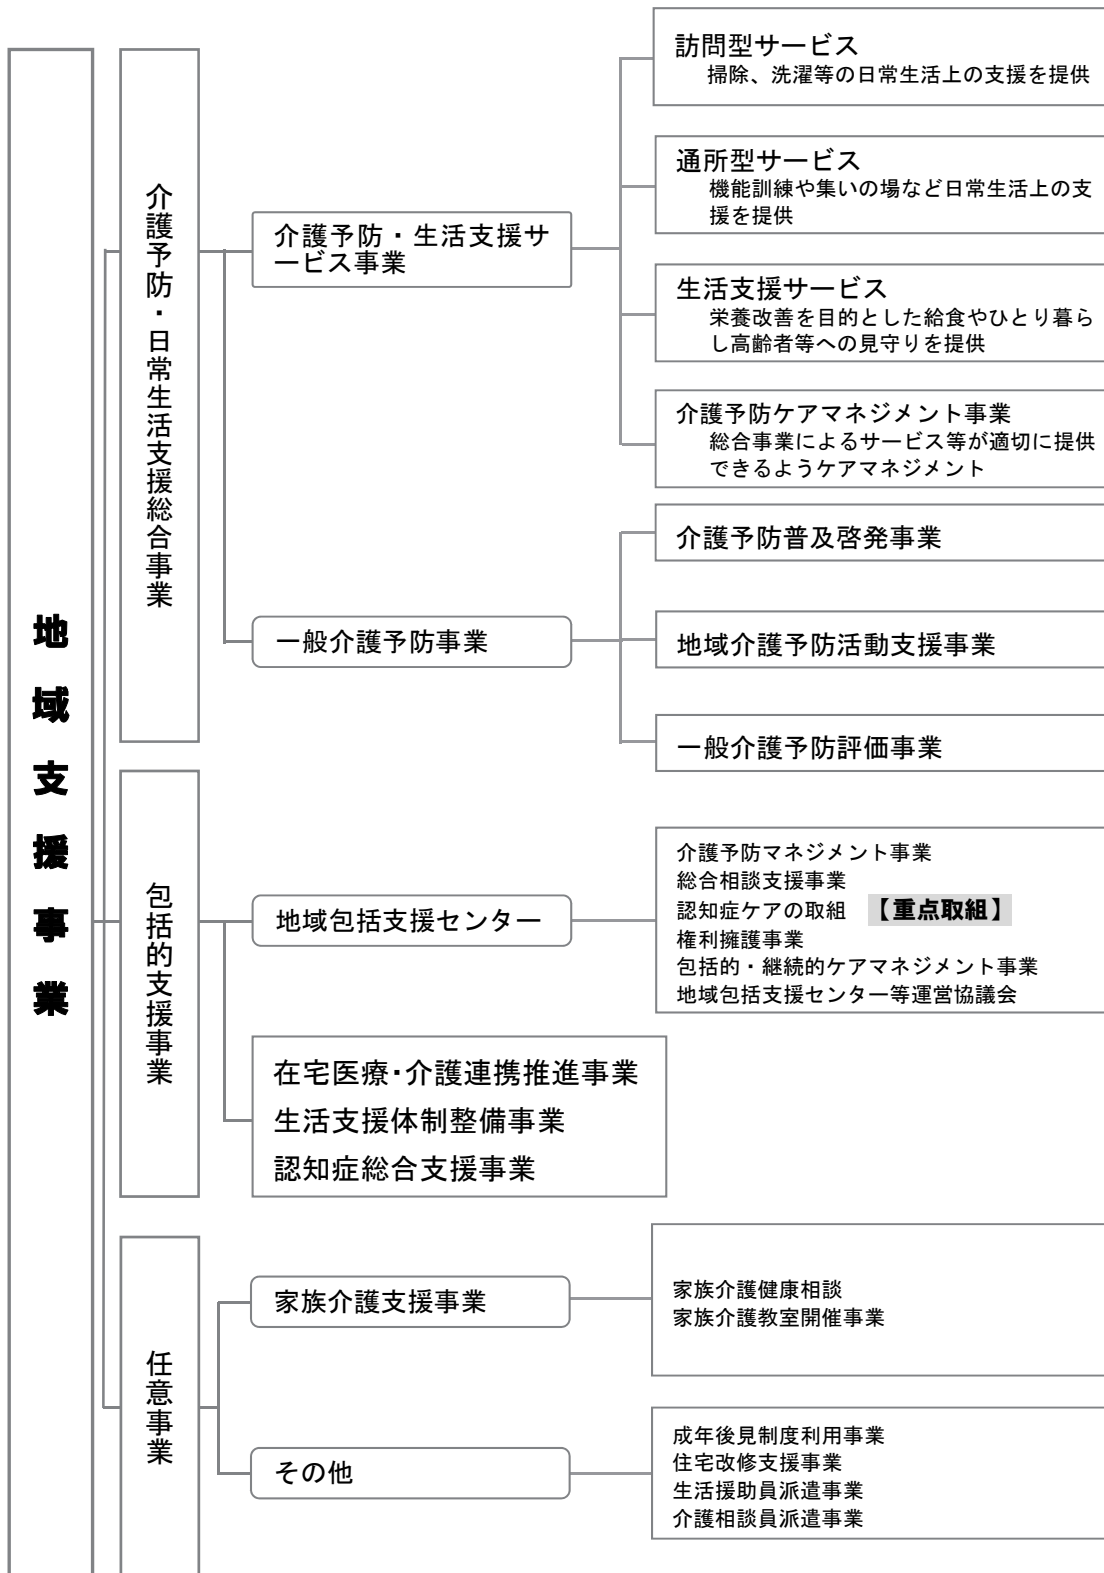 地域支援事業
介護予防・日常生活支援総合事業
介護予防・生活支援サ
ービス事業
訪問型サービス
掃除、洗濯等の日常生活上の支援を提供
通所型サービス
機能訓練や集いの場など日常生活上の支
援を提供
生活支援サービス
栄養改善を目的とした給食やひとり暮ら
し高齢者等への見守りを提供
介護予防ケアマネジメント事業
総合事業によるサービス等が適切に提供
できるようケアマネジメント
一般介護予防事業
介護予防普及啓発事業
地域介護予防活動支援事業
一般介護予防評価事業
包括的支援事業
地域包括支援センター
介護予防マネジメント事業
総合相談支援事業
認知症ケアの取組 【重点取組】
権利擁護事業
包括的・継続的ケアマネジメント事業
地域包括支援センター等運営協議会
在宅医療・介護連携推進事業
生活支援体制整備事業
認知症総合支援事業
任意事業
家族介護支援事業
家族介護健康相談
家族介護教室開催事業
その他
成年後見制度利用事業
住宅改修支援事業
生活援助員派遣事業
介護相談員派遣事業